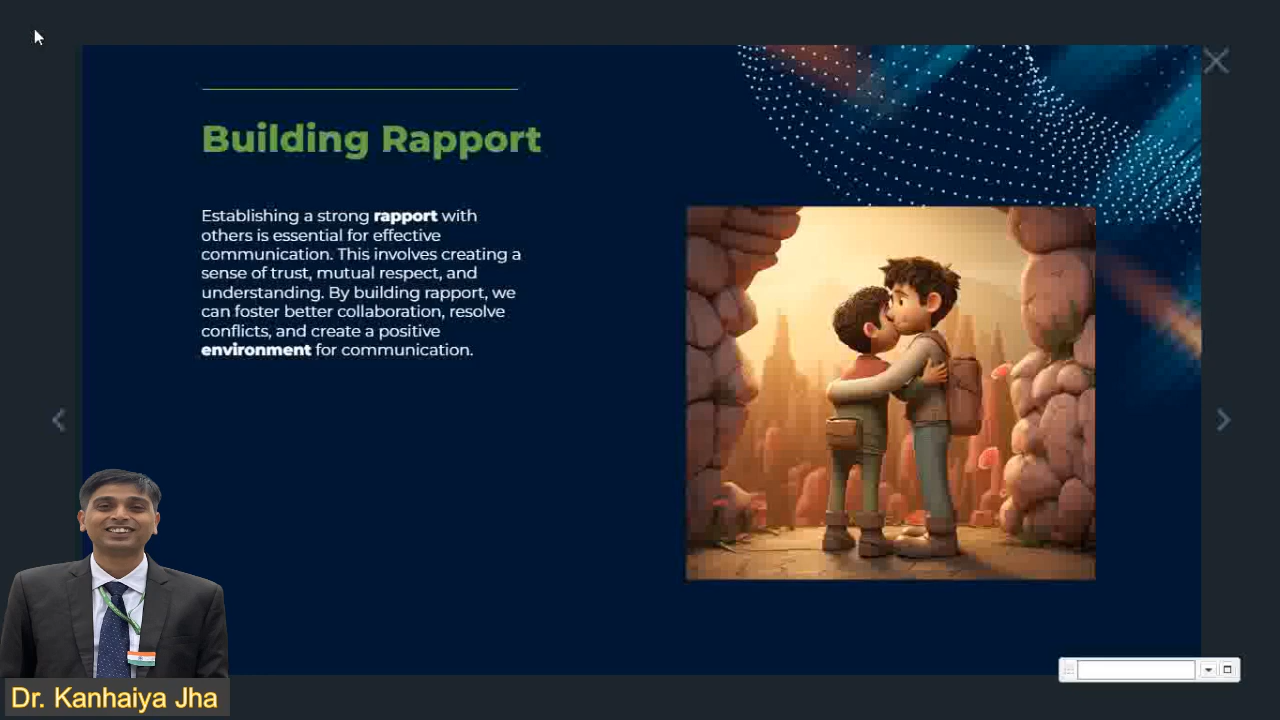 Building Rapport
Establishing a strong rapport with
others is essential for effective
communication. This involves creating a
sense of trust, mutual respect, and
understanding. By building rapport, we
can foster better collaboration, resolve
conflicts, and create a positive
environment for communication.
Dr. Kanhaiya Jha